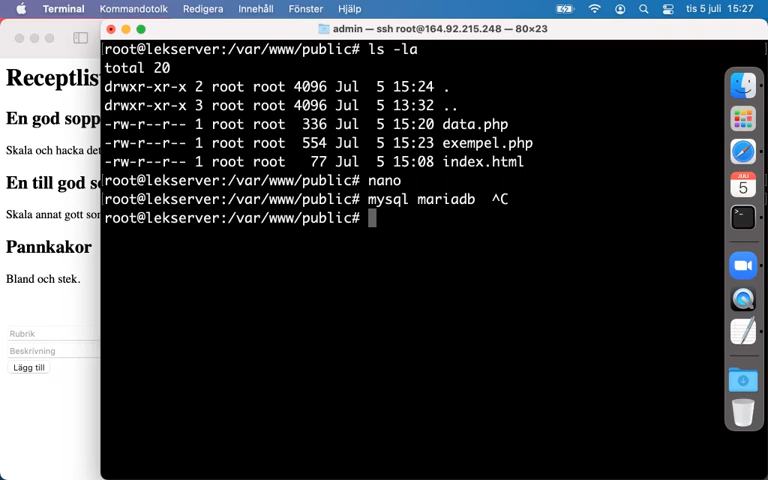 Terminal Kommandotolk Redigera Innehåll Fönster Hjälp tis 5 juli 15:27
admin — ssh root@164.92.215.248 — 80×23
root@lekserver:/var/www/public# ls -la
total 20
drwxr-xr-x 2 root root 4096 Jul  5 15:24 .
drwxr-xr-x 3 root root 4096 Jul  5 13:32 ..
-rw-r--r-- 1 root root  336 Jul  5 15:20 data.php
-rw-r--r-- 1 root root  554 Jul  5 15:23 exempel.php
-rw-r--r-- 1 root root   77 Jul  5 15:08 index.html
root@lekserver:/var/www/public# nano
root@lekserver:/var/www/public# mysql mariadb  ^C
root@lekserver:/var/www/public#
Receptlis
En god sopp
Skala och hacka det
En till god so
Skala annat gott som
Pannkakor
Bland och stek.
Rubrik
Beskrivning
Lägg till
JULI
5